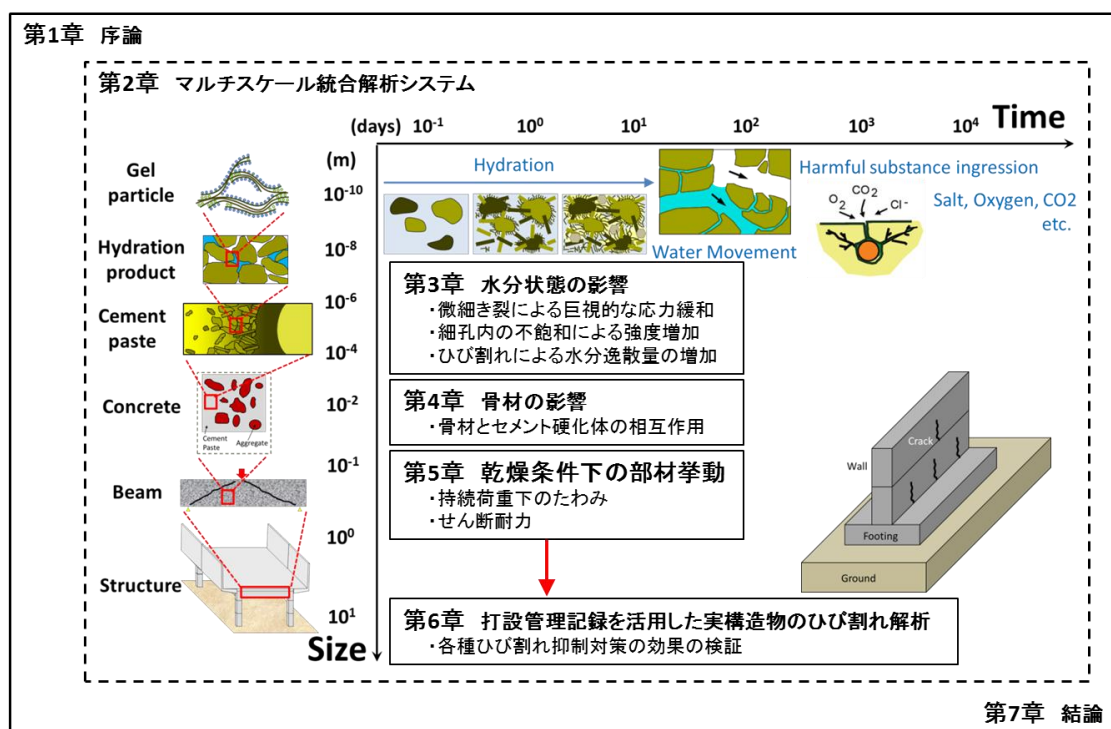 第1章 序論
第2章 マルチスケール統合解析システム
(days) 10⁻¹ 10⁰ 10¹ 10² 10³ 10⁴ Time
(m)
Gel
particle
10⁻¹⁰
Hydration
product
10⁻⁸
Cement
paste
10⁻⁶
10⁻⁴
Concrete
10⁻²
Cement
Paste
Aggregate
10⁻¹
Beam
10⁰
Structure
10¹
Size
Hydration
Water Movement
Harmful substance ingression
O₂ CO₂ Cl⁻
Salt, Oxygen, CO2
etc.
第3章 水分状態の影響
・微細き裂による巨視的な応力緩和
・細孔内の不飽和による強度増加
・ひび割れによる水分逸散量の増加
第4章 骨材の影響
・骨材とセメント硬化体の相互作用
第5章 乾燥条件下の部材挙動
・持続荷重下のたわみ
・せん断耐力
Wall
Crack
Footing
Ground
第6章 打設管理記録を活用した実構造物のひび割れ解析
・各種ひび割れ抑制対策の効果の検証
第7章 結論